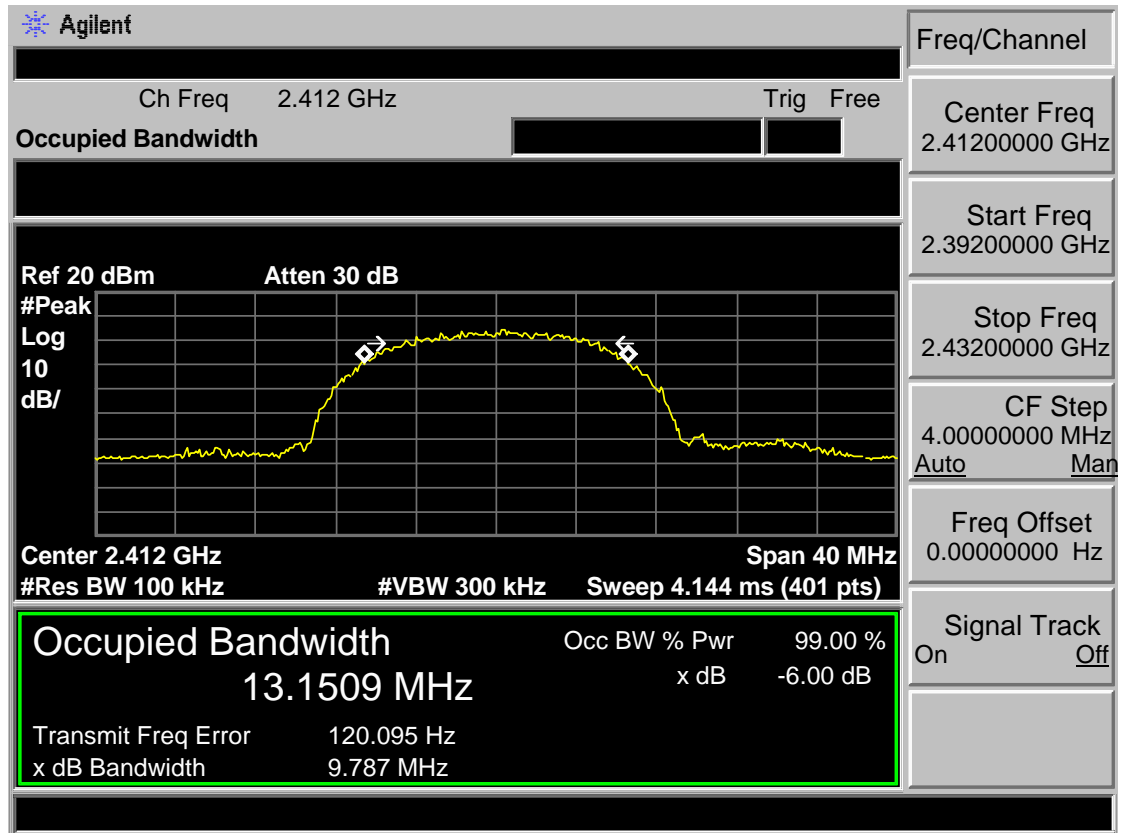 Agilent
Freq/Channel
Ch Freq 2.412 GHz Trig Free
Occupied Bandwidth
Center Freq
2.41200000 GHz
Start Freq
2.39200000 GHz
Stop Freq
2.43200000 GHz
CF Step
4.00000000 MHz
Auto Man
Freq Offset
0.00000000 Hz
Signal Track
On Off
Ref 20 dBm Atten 30 dB
#Peak
Log
10
dB/
Center 2.412 GHz Span 40 MHz
#Res BW 100 kHz #VBW 300 kHz Sweep 4.144 ms (401 pts)
Occupied Bandwidth Occ BW % Pwr 99.00 %
13.1509 MHz x dB -6.00 dB
Transmit Freq Error 120.095 Hz
x dB Bandwidth 9.787 MHz